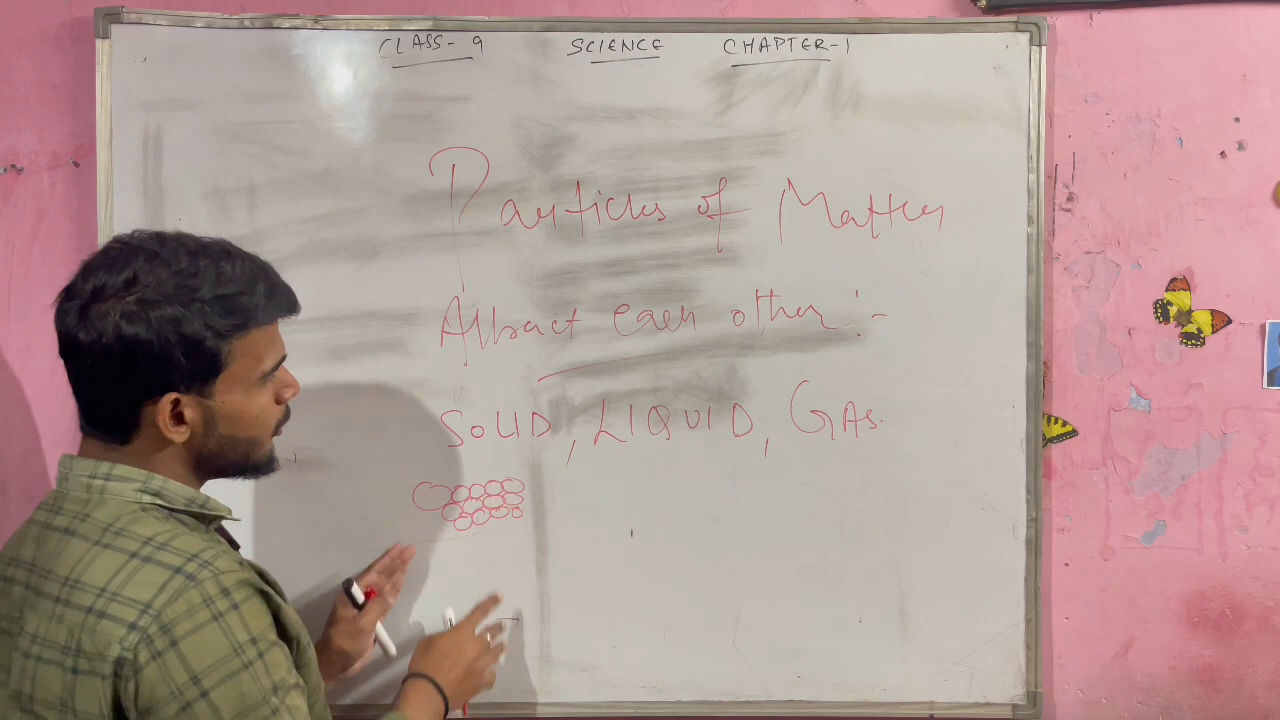 CLASS-9 SCIENCE CHAPTER-1
Particles of Matter
Attract each other :-
SOLID, LIQUID, GAS.